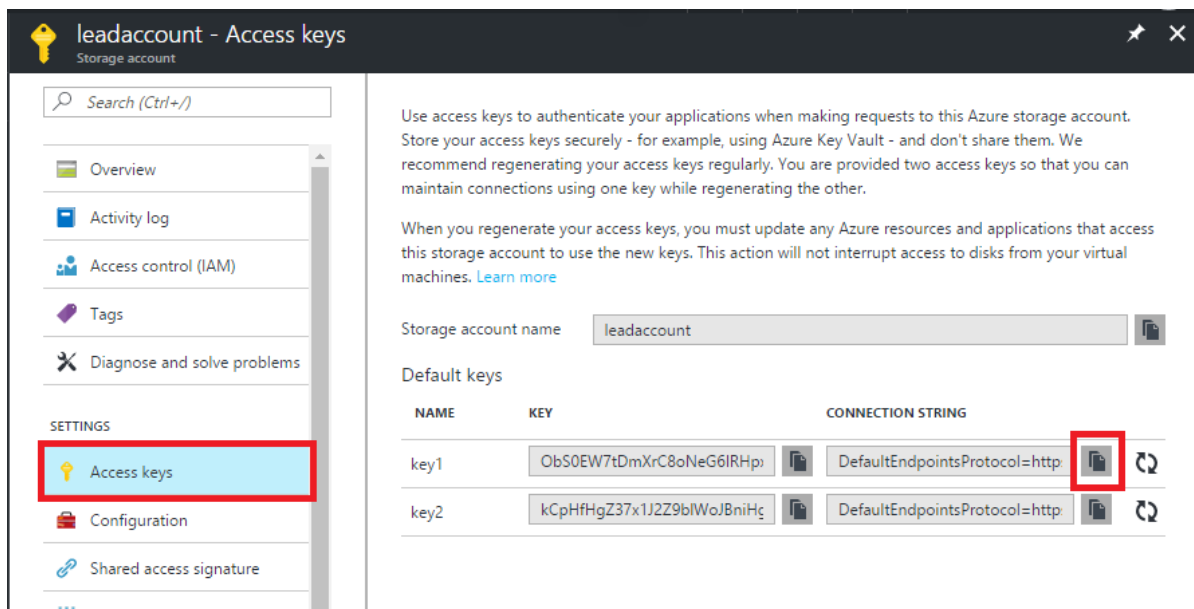 leadaccount - Access keys
Storage account
Search (Ctrl+/)
Overview
Activity log
Access control (IAM)
Tags
Diagnose and solve problems
SETTINGS
Access keys
Configuration
Shared access signature
Use access keys to authenticate your applications when making requests to this Azure storage account.
Store your access keys securely - for example, using Azure Key Vault - and don't share them. We
recommend regenerating your access keys regularly. You are provided two access keys so that you can
maintain connections using one key while regenerating the other.
When you regenerate your access keys, you must update any Azure resources and applications that access
this storage account to use the new keys. This action will not interrupt access to disks from your virtual
machines. Learn more
Storage account name leadaccount
Default keys
NAME KEY CONNECTION STRING
key1 DefaultEndpointsProtocol=http:
key2 DefaultEndpointsProtocol=http: